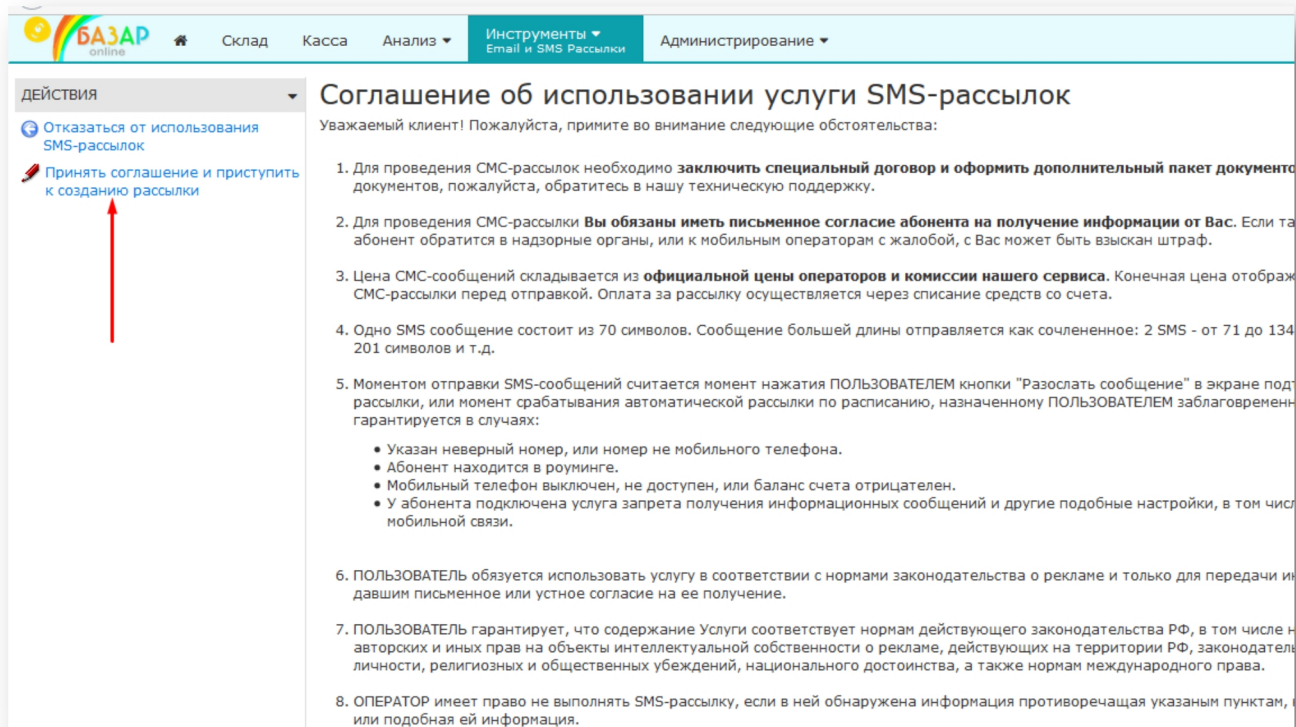 БАЗАР
online
Склад
Касса
Анализ
Инструменты
Email и SMS Рассылки
Администрирование
ДЕЙСТВИЯ
Отказаться от использования
SMS-рассылок
Принять соглашение и приступить
к созданию рассылки
Соглашение об использовании услуги SMS-рассылок
Уважаемый клиент! Пожалуйста, примите во внимание следующие обстоятельства:
1. Для проведения СМС-рассылок необходимо заключить специальный договор и оформить дополнительный пакет
документов, пожалуйста, обратитесь в нашу техническую поддержку.
2. Для проведения СМС-рассылки Вы обязаны иметь письменное согласие абонента на получение информации от Вас. Если
абонент обратится в надзорные органы, или к мобильным операторам с жалобой, с Вас может быть взыскан штраф.
3. Цена СМС-сообщений складывается из официальной цены операторов и комиссии нашего сервиса. Конечная цена
СМС-рассылки перед отправкой. Оплата за рассылку осуществляется через списание средств со счета.
4. Одно SMS сообщение состоит из 70 символов. Сообщение большей длины отправляется как сочлененное: 2 SMS - от 71 до 134
201 символов и т.д.
5. Моментом отправки SMS-сообщений считается момент нажатия ПОЛЬЗОВАТЕЛЕМ кнопки "Разослать сообщение" в экране
рассылки, или момент срабатывания автоматической рассылки по расписанию, назначенному ПОЛЬЗОВАТЕЛЕМ
гарантируется в случаях:
• Указан неверный номер, или номер не мобильного телефона.
• Абонент находится в роуминге.
• Мобильный телефон выключен, не доступен, или баланс счета отрицателен.
• У абонента подключена услуга запрета получения информационных сообщений и другие подобные настройки, в том
мобильной связи.
6. ПОЛЬЗОВАТЕЛЬ обязуется использовать услугу в соответствии с нормами законодательства о рекламе и только для передачи
давшим письменное или устное согласие на ее получение.
7. ПОЛЬЗОВАТЕЛЬ гарантирует, что содержание Услуги соответствует нормам действующего законодательства РФ, в том числе
авторских и иных прав на объекты интеллектуальной собственности о рекламе, действующих на территории РФ,
личности, религиозных и общественных убеждений, национального достоинства, а также нормам международного права.
8. ОПЕРАТОР имеет право не выполнять SMS-рассылку, если в ней обнаружена информация противоречащая указаным пунктам,
или подобная ей информация.